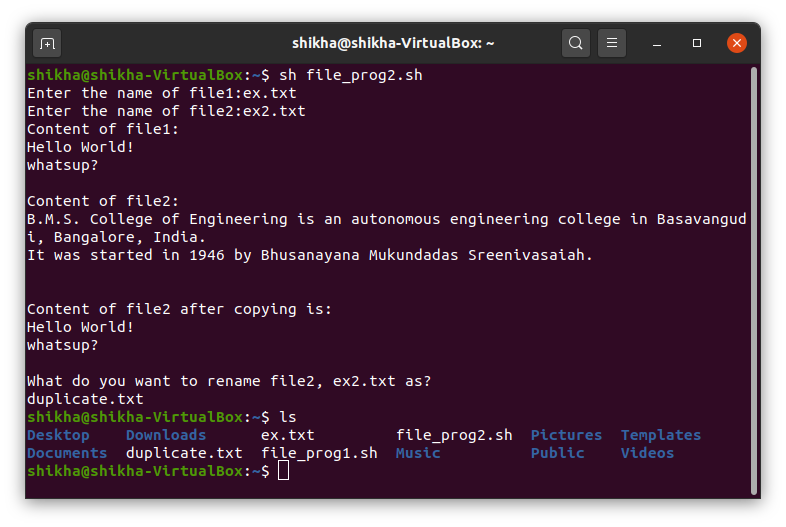 shikha@shikha-VirtualBox: ~
shikha@shikha-VirtualBox:~$ sh file_prog2.sh
Enter the name of file1:ex.txt
Enter the name of file2:ex2.txt
Content of file1:
Hello World!
whatsup?
Content of file2:
B.M.S. College of Engineering is an autonomous engineering college in Basavangud
i, Bangalore, India.
It was started in 1946 by Bhusanayana Mukundadas Sreenivasaiah.
Content of file2 after copying is:
Hello World!
whatsup?
What do you want to rename file2, ex2.txt as?
duplicate.txt
shikha@shikha-VirtualBox:~$ ls
Desktop    Downloads      ex.txt         file_prog2.sh  Pictures  Templates
Documents  duplicate.txt  file_prog1.sh  Music          Public    Videos
shikha@shikha-VirtualBox:~$